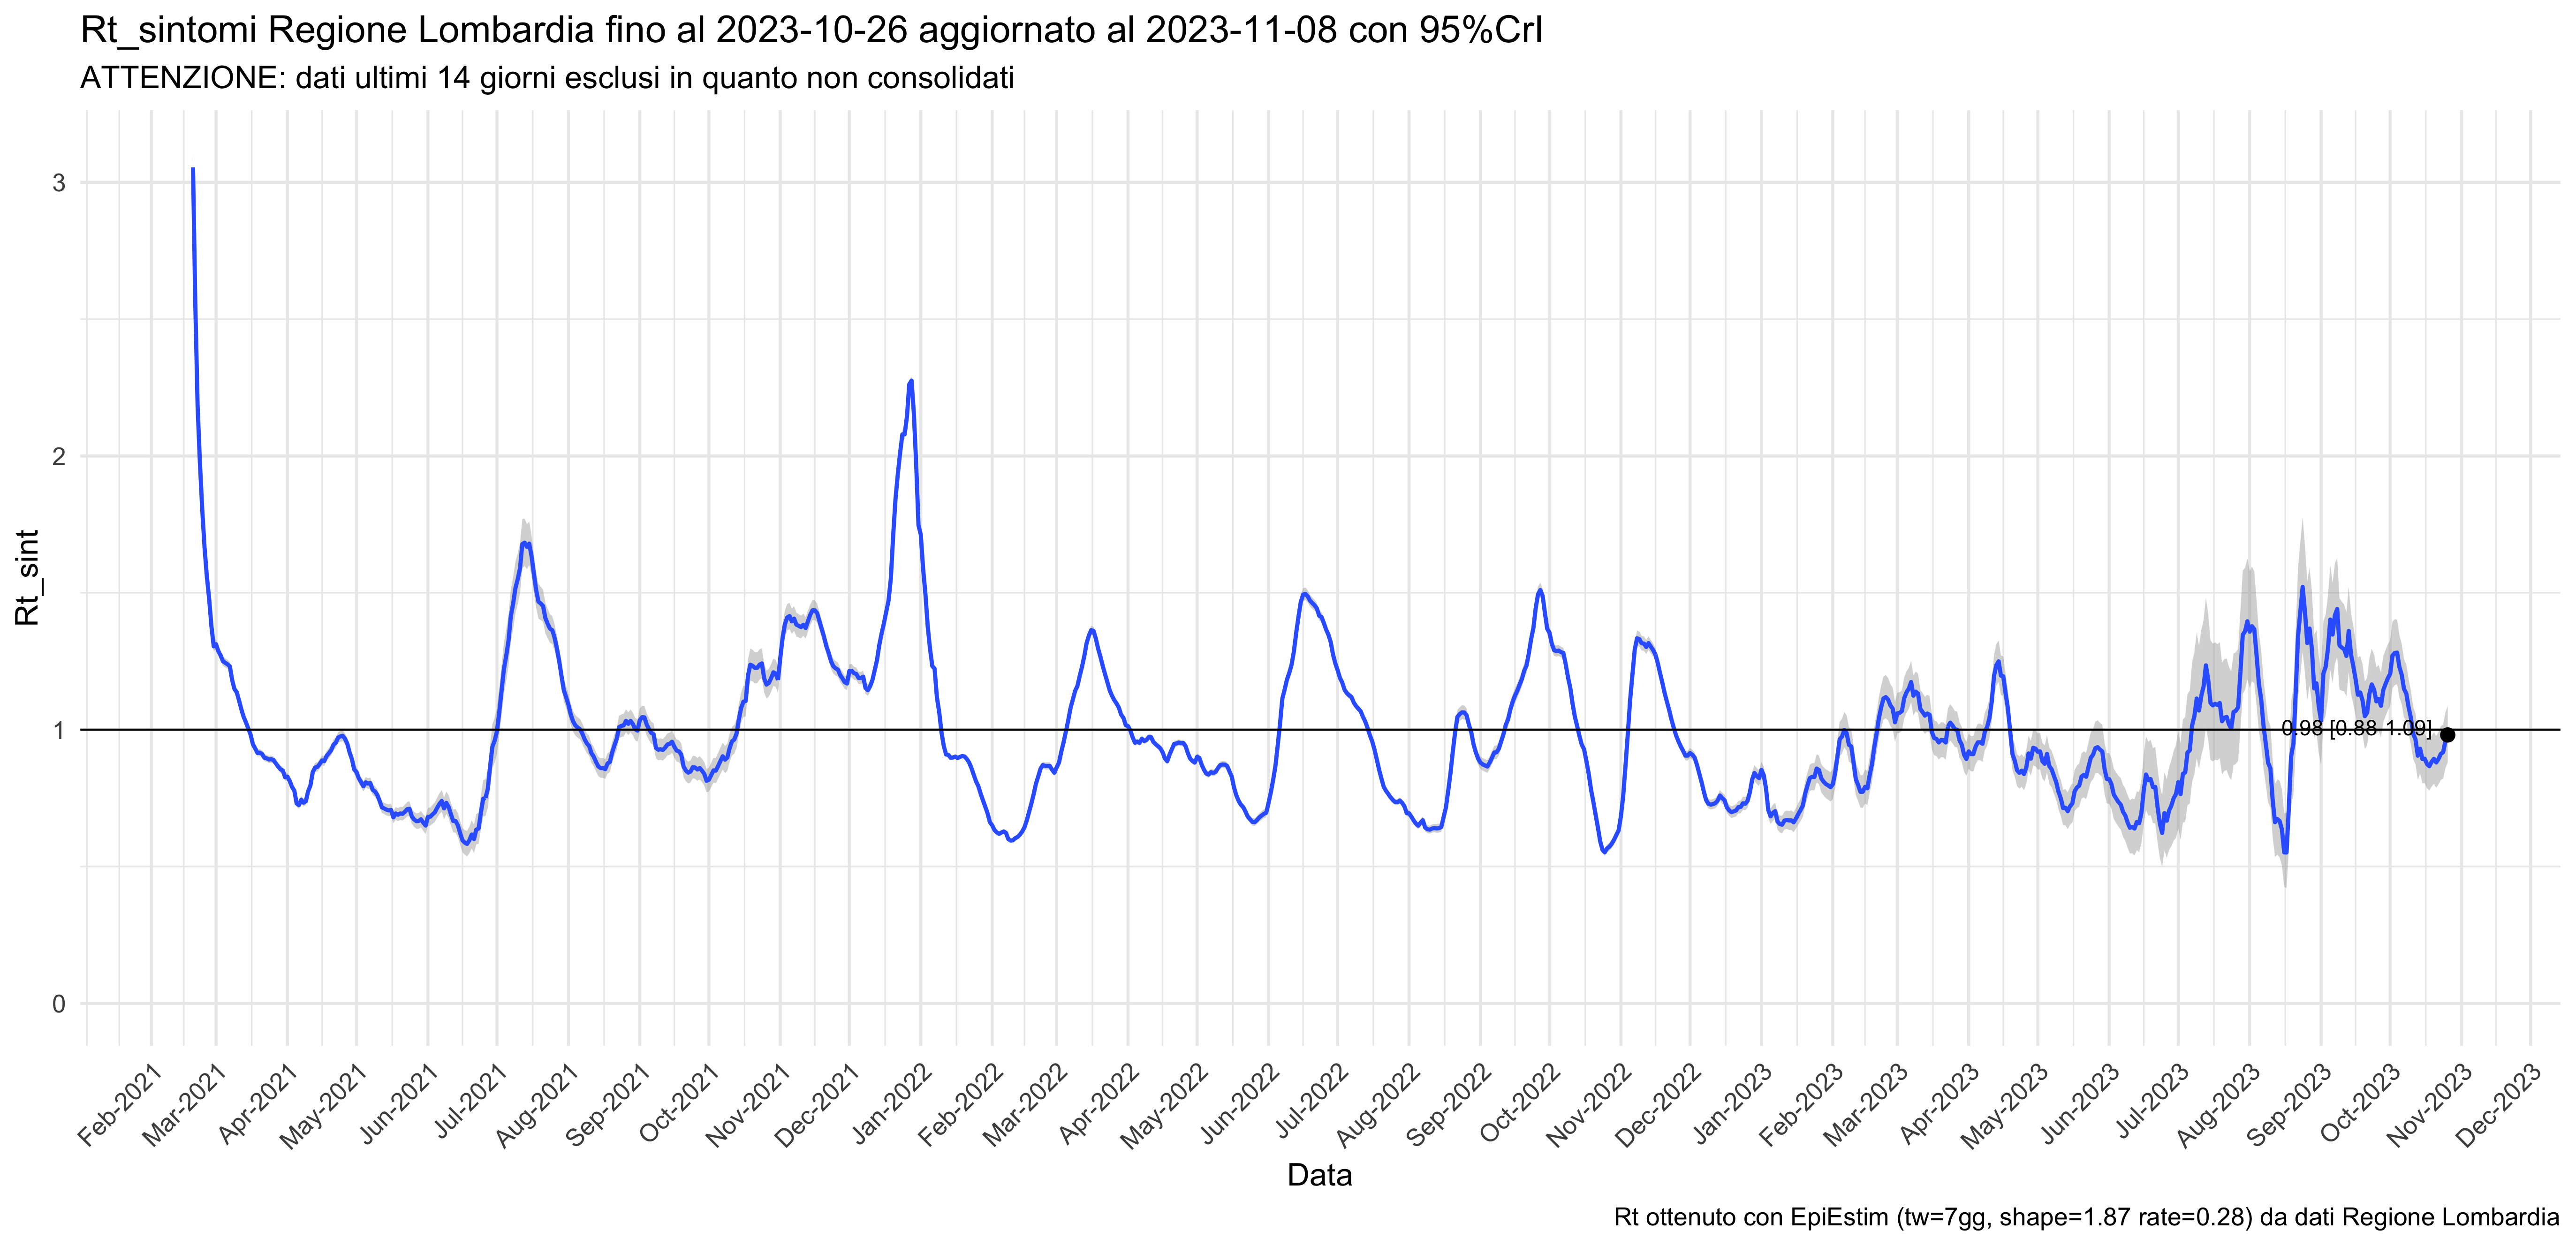 Rt_sintomi Regione Lombardia fino al 2023-10-26 aggiornato al 2023-11-08 con 95%CrI
ATTENZIONE: dati ultimi 14 giorni esclusi in quanto non consolidati
Rt_sint
3
2
1
0
0.98 [0.88-1.09]
Feb-2021
Mar-2021
Apr-2021
May-2021
Jun-2021
Jul-2021
Aug-2021
Sep-2021
Oct-2021
Nov-2021
Dec-2021
Jan-2022
Feb-2022
Mar-2022
Apr-2022
May-2022
Jun-2022
Jul-2022
Aug-2022
Sep-2022
Oct-2022
Nov-2022
Dec-2022
Jan-2023
Feb-2023
Mar-2023
Apr-2023
May-2023
Jun-2023
Jul-2023
Aug-2023
Sep-2023
Oct-2023
Nov-2023
Dec-2023
Data
Rt ottenuto con EpiEstim (tw=7gg, shape=1.87 rate=0.28) da dati Regione Lombardia